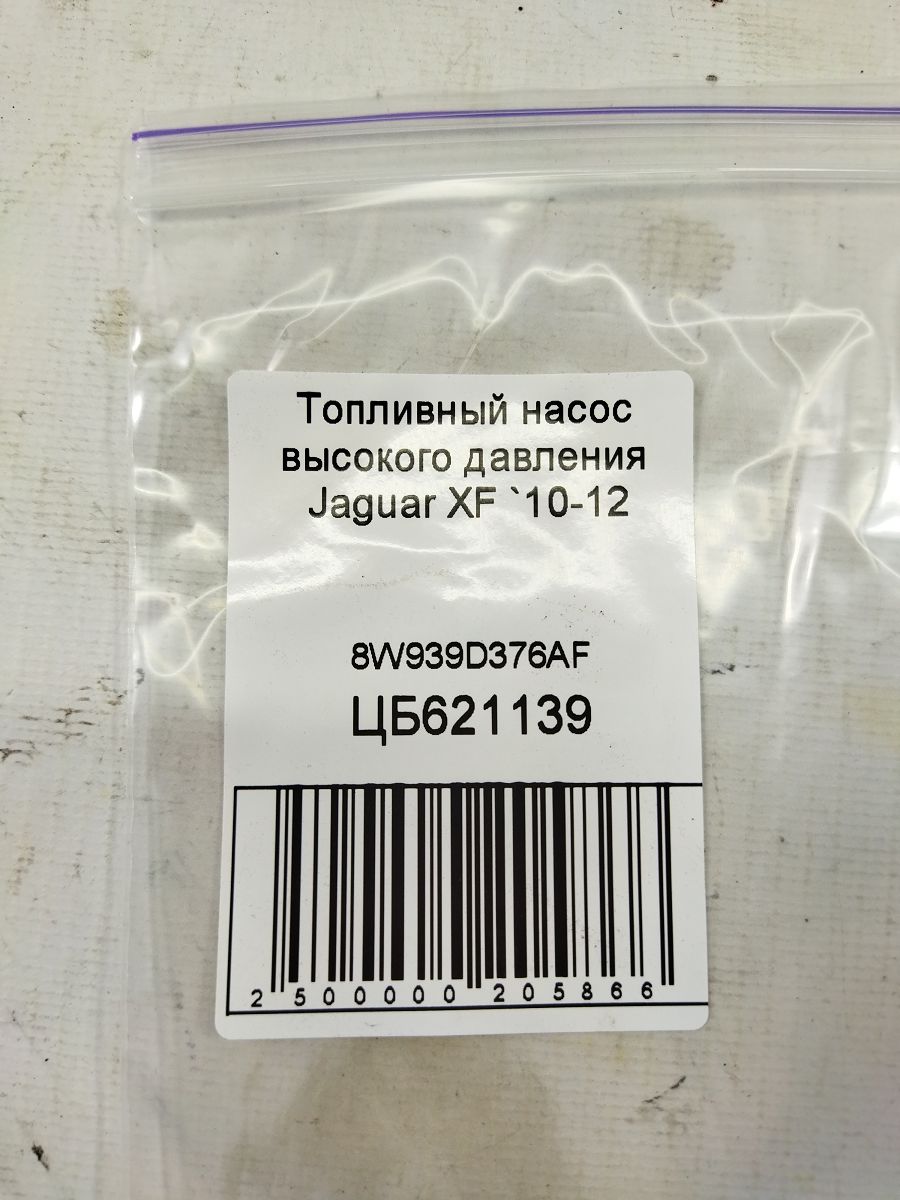 Топливный насос
высокого давления
Jaguar XF `10-12
8W939D376AF
ЦБ621139
2 500000 205866